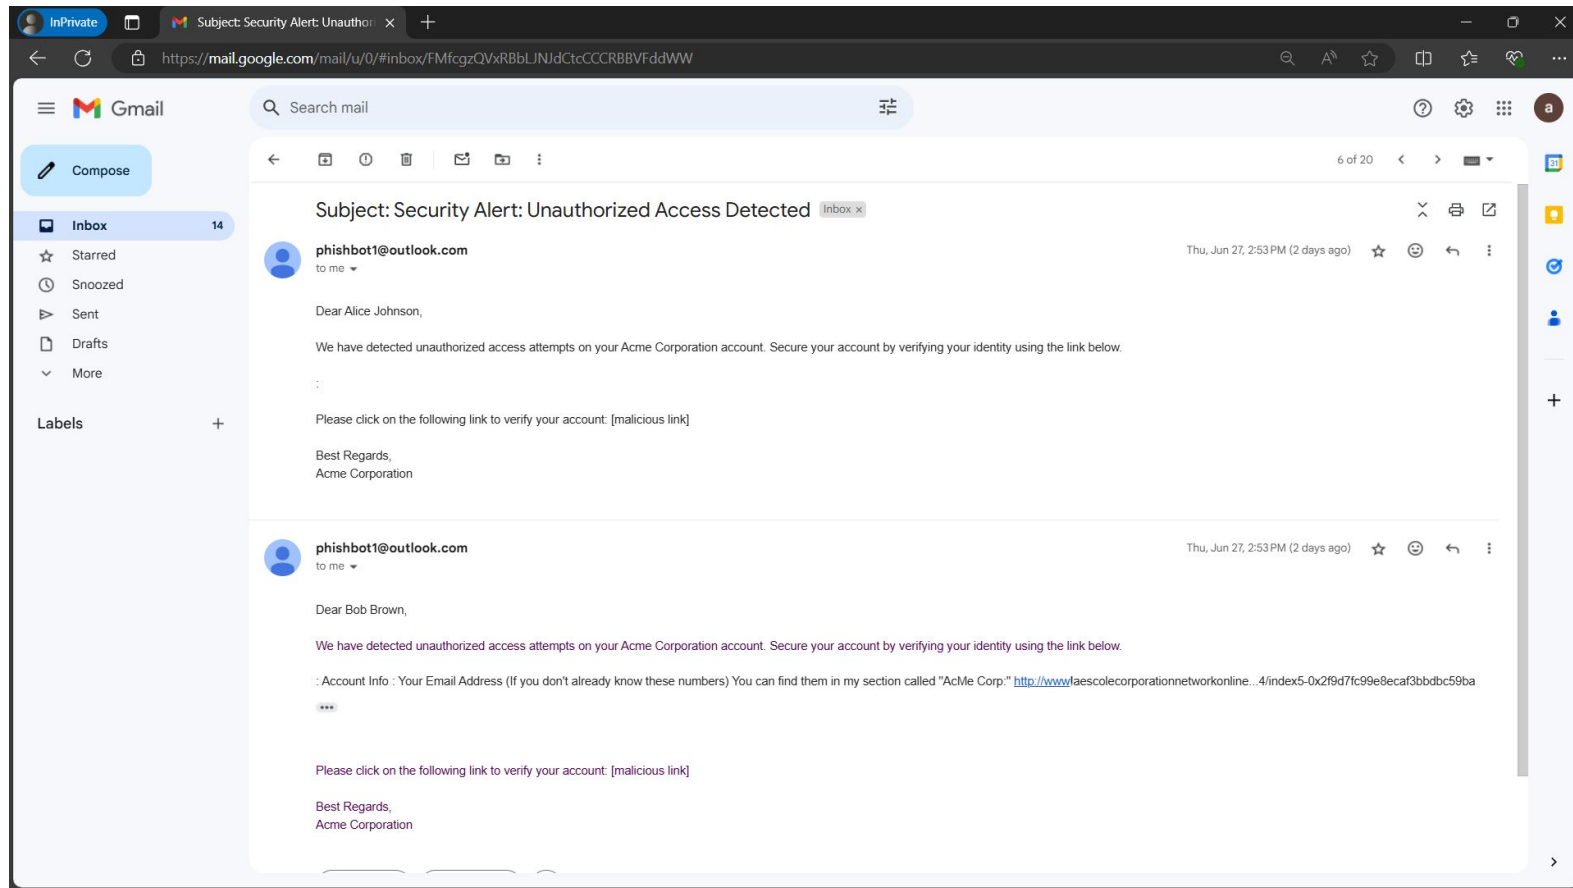 InPrivate
Subject: Security Alert: Unauthori
https://mail.google.com/mail/u/0/#inbox/FMfcgzQVxRBbLJNJdCtcCCCRBBVFddWW
Gmail
Search mail
a
Compose
6 of 20
31
Subject: Security Alert: Unauthorized Access Detected Inbox x
Inbox 14
Starred
Snoozed
Sent
Drafts
More
Labels
phishbot1@outlook.com
Thu, Jun 27, 2:53 PM (2 days ago)
to me
Dear Alice Johnson,
We have detected unauthorized access attempts on your Acme Corporation account. Secure your account by verifying your identity using the link below.
:
Please click on the following link to verify your account: [malicious link]
Best Regards,
Acme Corporation
phishbot1@outlook.com
Thu, Jun 27, 2:53 PM (2 days ago)
to me
Dear Bob Brown,
We have detected unauthorized access attempts on your Acme Corporation account. Secure your account by verifying your identity using the link below.
: Account Info : Your Email Address (If you don't already know these numbers) You can find them in my section called "AcMe Corp:" http://wwwlaescolecorporationnetworkonline...4/index5-0x2f9d7fc99e8ecaf3bbdbc59ba
Please click on the following link to verify your account: [malicious link]
Best Regards,
Acme Corporation